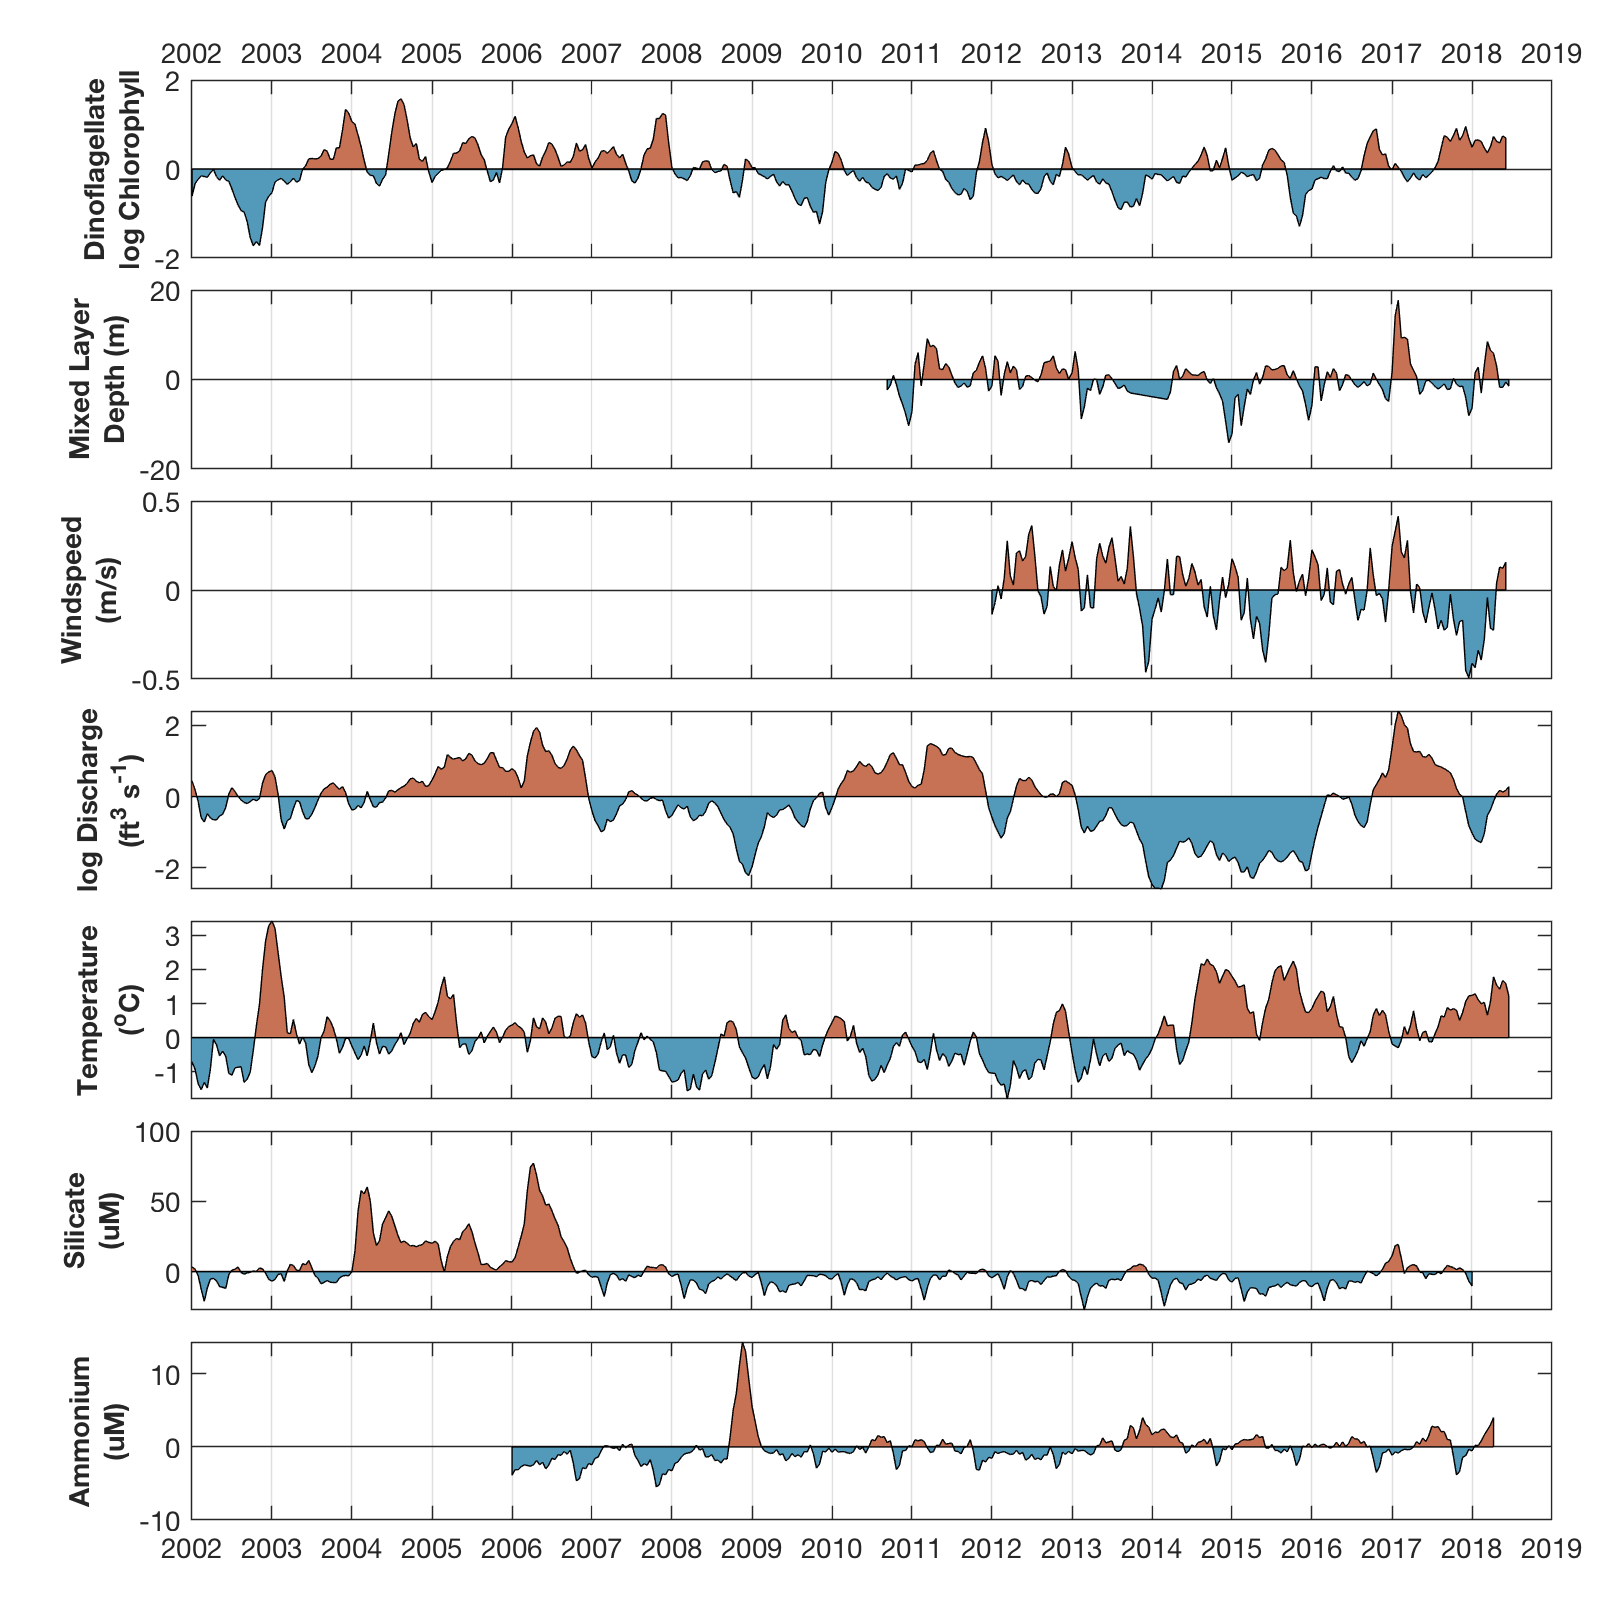 2002 2003 2004 2005 2006 2007 2008 2009 2010 2011 2012 2013 2014 2015 2016 2017 2018 2019
Dinoflagellate
log Chlorophyll
2
0
-2
Mixed Layer
Depth (m)
20
0
-20
Windspeed
(m/s)
0.5
0
-0.5
log Discharge
(ft³ s⁻¹)
2
0
-2
Temperature
(°C)
3
2
1
0
-1
Silicate
(uM)
100
50
0
Ammonium
(uM)
10
0
-10
2002 2003 2004 2005 2006 2007 2008 2009 2010 2011 2012 2013 2014 2015 2016 2017 2018 2019